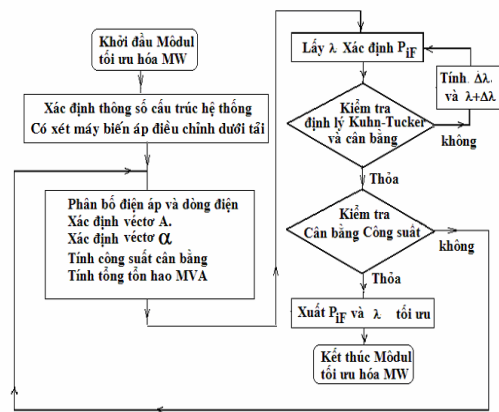 Khởi đầu Môdul
tối ưu hóa MW
Xác định thông số cấu trúc hệ thống
Có xét máy biến áp điều chỉnh dưới tải
Phân bố điện áp và dòng điện
Xác định véctơ A.
Xác định véctơ α
Tính công suất cân bằng
Tính tổng tổn hao MVA
Lấy λ Xác định PiF
Tính Δλ.
và λ+Δλ
Kiểm tra
định lý Kuhn-Tucker
và cân bằng
không
Thỏa
Kiểm tra
Cân bằng Công suất
không
Thỏa
Xuất PiF và λ tối ưu
Kết thúc Môdul
tối ưu hóa MW